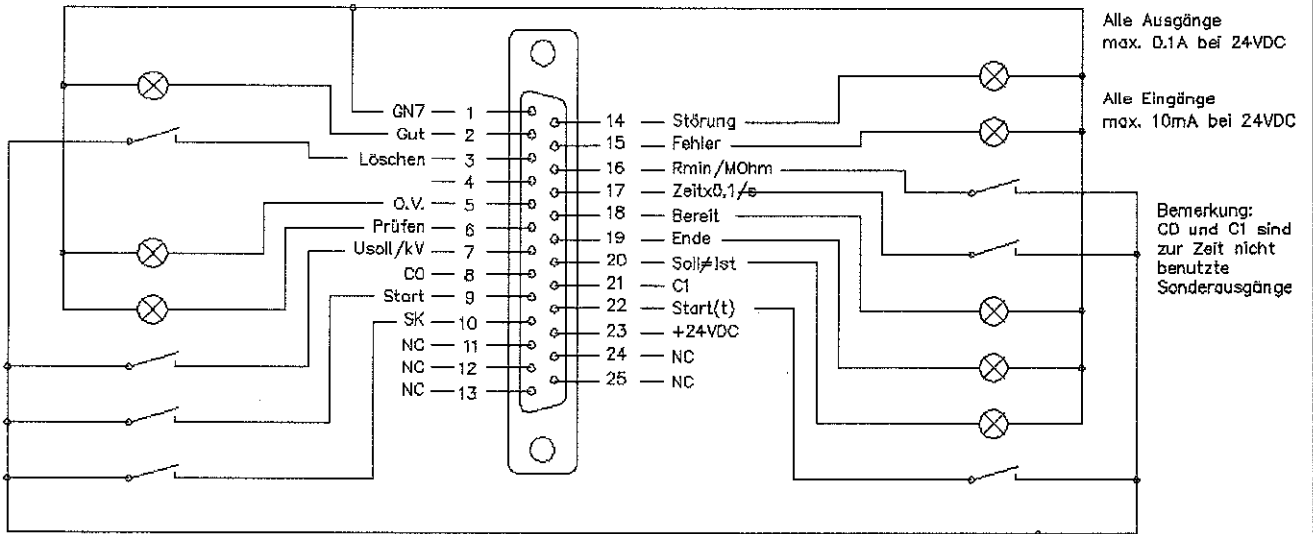 Alle Ausgänge
max. 0.1A bei 24VDC
Alle Eingänge
max. 10mA bei 24VDC
Bemerkung:
C0 und C1 sind
zur Zeit nicht
benutzte
Sonderausgänge
GN7 1
Gut 2
Löschen 3
4
O.V. 5
Prüfen 6
Usoll/kV 7
C0 8
Start 9
SK 10
NC 11
NC 12
NC 13
14 Störung
15 Fehler
16 Rmin/MOhm
17 Zeitx0,1/s
18 Bereit
19 Ende
20 Soll≠Ist
21 C1
22 Start(t)
23 +24VDC
24 NC
25 NC